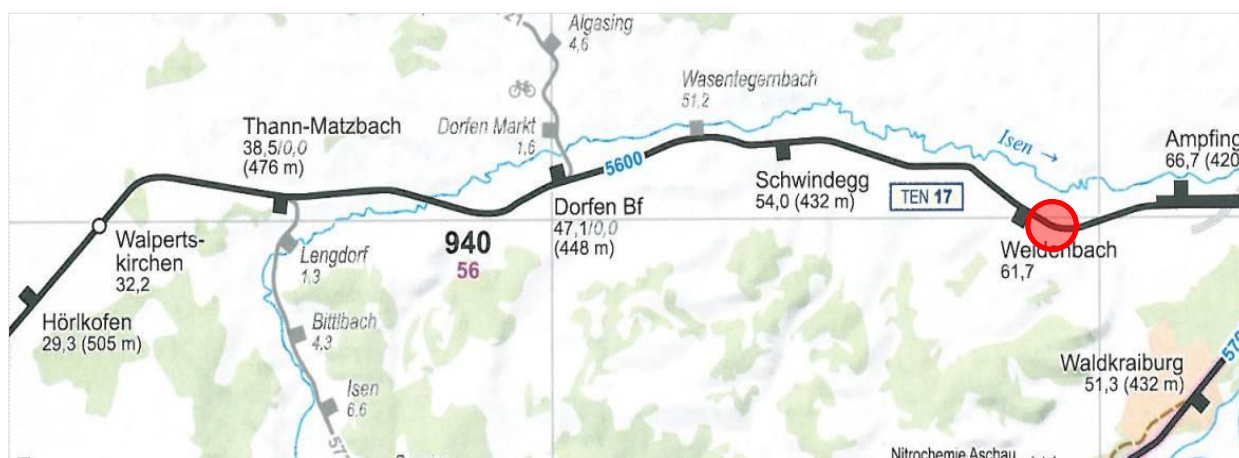 Algasing
4,6
Wasentegernbach
51,2
Thann-Matzbach
38,5/0,0
(476 m)
Dorfen Markt
1,6
Isen →
Ampfing
66,7 (420
5600
Schwindegg
54,0 (432 m)
TEN 17
Dorfen Bf
47,1/0,0
(448 m)
Walperts-
kirchen
32,2
Lengdorf
1,3
940
56
Weidenbach
61,7
Hörlkofen
29,3 (505 m)
Bittlbach
4,3
Waldkraiburg
51,3 (432 m)
Isen
6,6
Nitrochemie Aschau